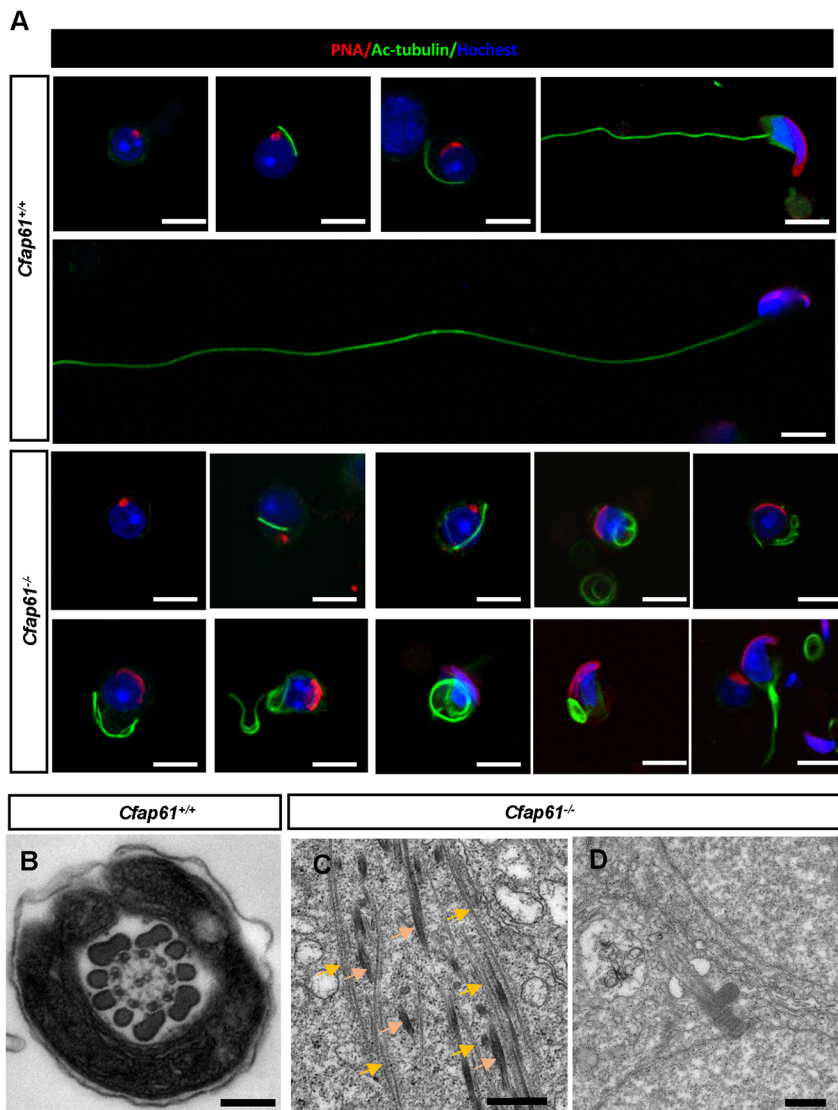 A
PNA/Ac-tubulin/Hochest
Cfap61+/+
Cfap61-/-
Cfap61+/+
Cfap61-/-
B
C
D